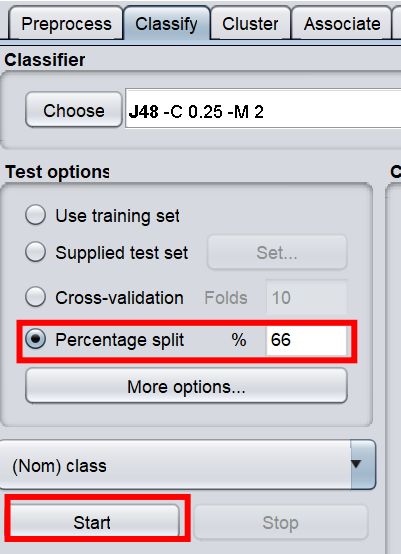 Preprocess Classify Cluster Associate
Classifier
Choose J48 -C 0.25 -M 2
Test options
Use training set
Supplied test set Set...
Cross-validation Folds 10
Percentage split % 66
More options...
(Nom) class
Start Stop